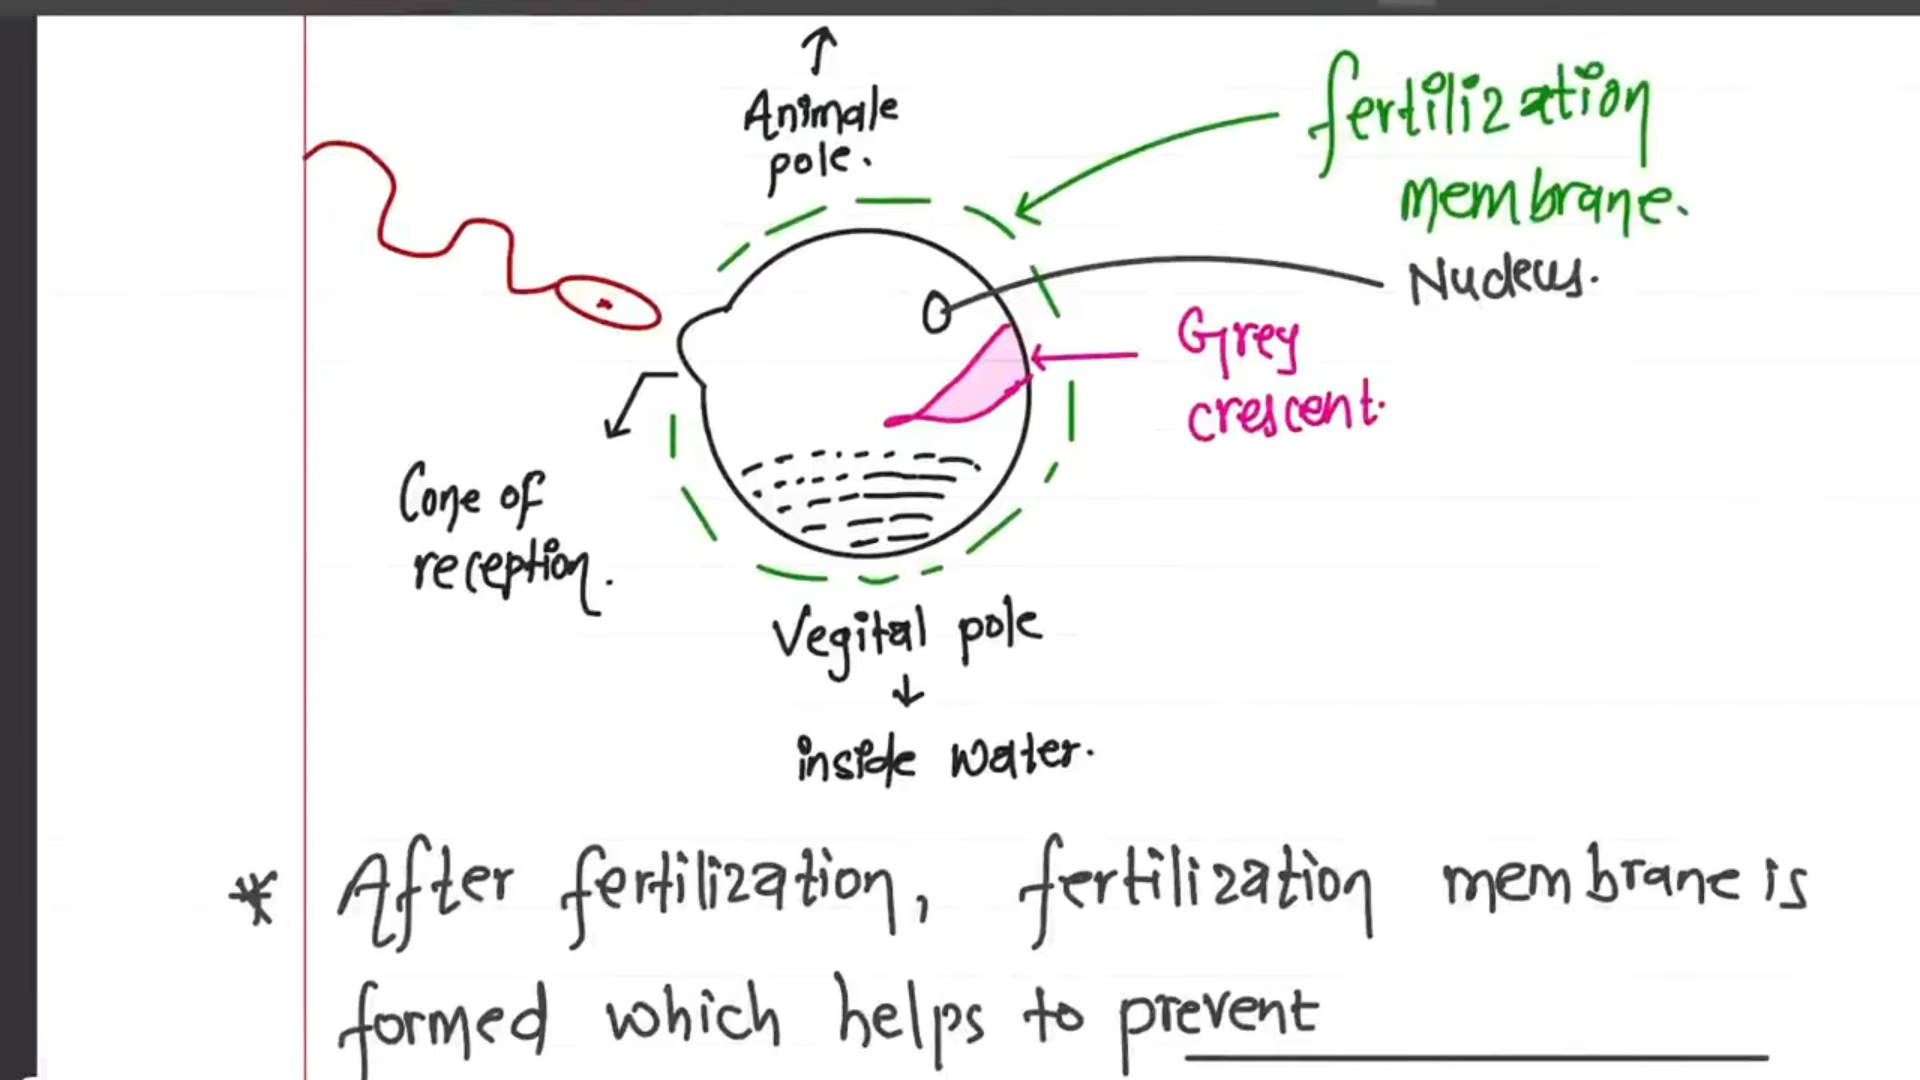 Animale
pole.
fertilization
membrane.
Nucleus.
Grey
crescent.
Cone of
reception.
Vegital pole
inside water.
* After fertilization, fertilization membrane is
formed which helps to prevent